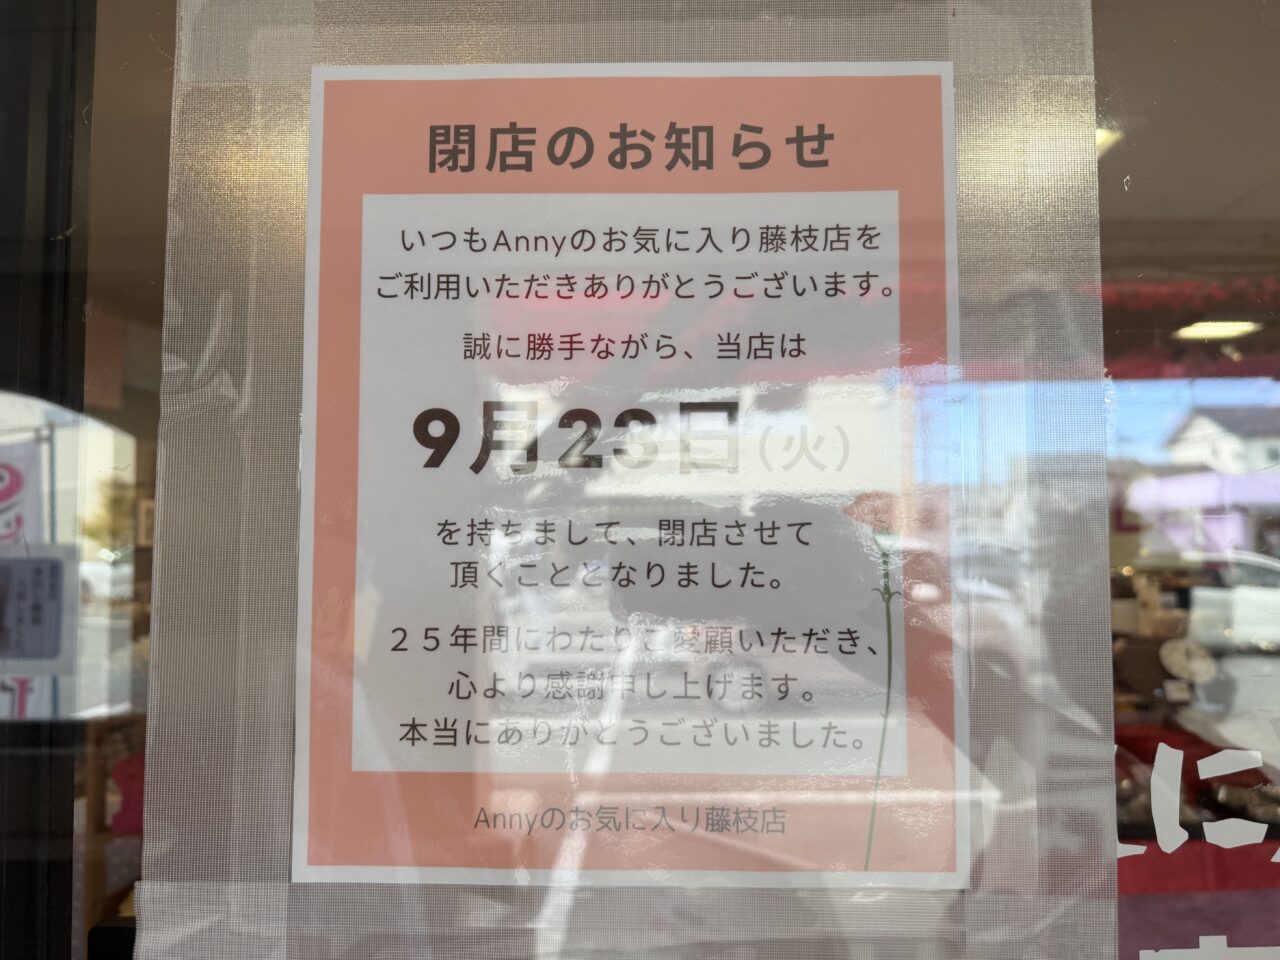 閉店のお知らせ
いつもAnnyのお気に入り藤枝店を
ご利用いただきありがとうございます。
誠に勝手ながら、当店は
9月23日(火)
を持ちまして、閉店させて
頂くこととなりました。
２５年間にわたりご愛顧いただき、
心より感謝申し上げます。
本当にありがとうございました。
Annyのお気に入り藤枝店
に